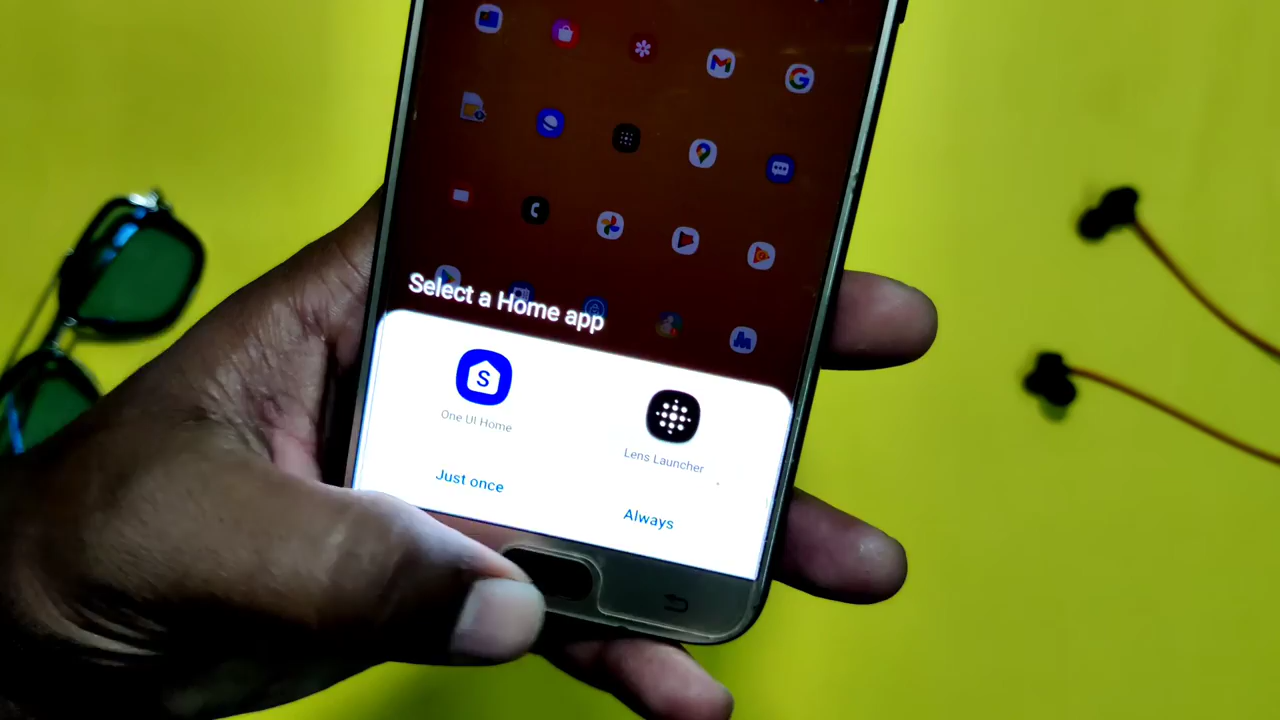 Select a Home app
S
One UI Home
Lens Launcher
Just once
Always